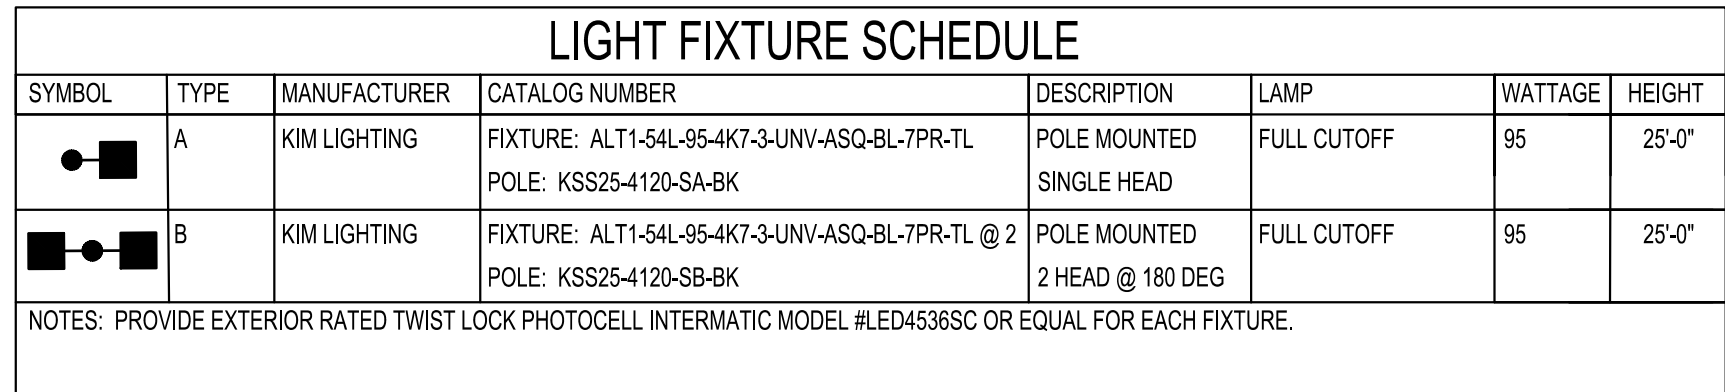 LIGHT FIXTURE SCHEDULE
SYMBOL TYPE MANUFACTURER CATALOG NUMBER DESCRIPTION LAMP WATTAGE HEIGHT
A KIM LIGHTING FIXTURE: ALT1-54L-95-4K7-3-UNV-ASQ-BL-7PR-TL POLE MOUNTED FULL CUTOFF 95 25'-0"
POLE: KSS25-4120-SA-BK SINGLE HEAD
B KIM LIGHTING FIXTURE: ALT1-54L-95-4K7-3-UNV-ASQ-BL-7PR-TL @ 2 POLE MOUNTED FULL CUTOFF 95 25'-0"
POLE: KSS25-4120-SB-BK 2 HEAD @ 180 DEG
NOTES: PROVIDE EXTERIOR RATED TWIST LOCK PHOTOCELL INTERMATIC MODEL #LED4536SC OR EQUAL FOR EACH FIXTURE.